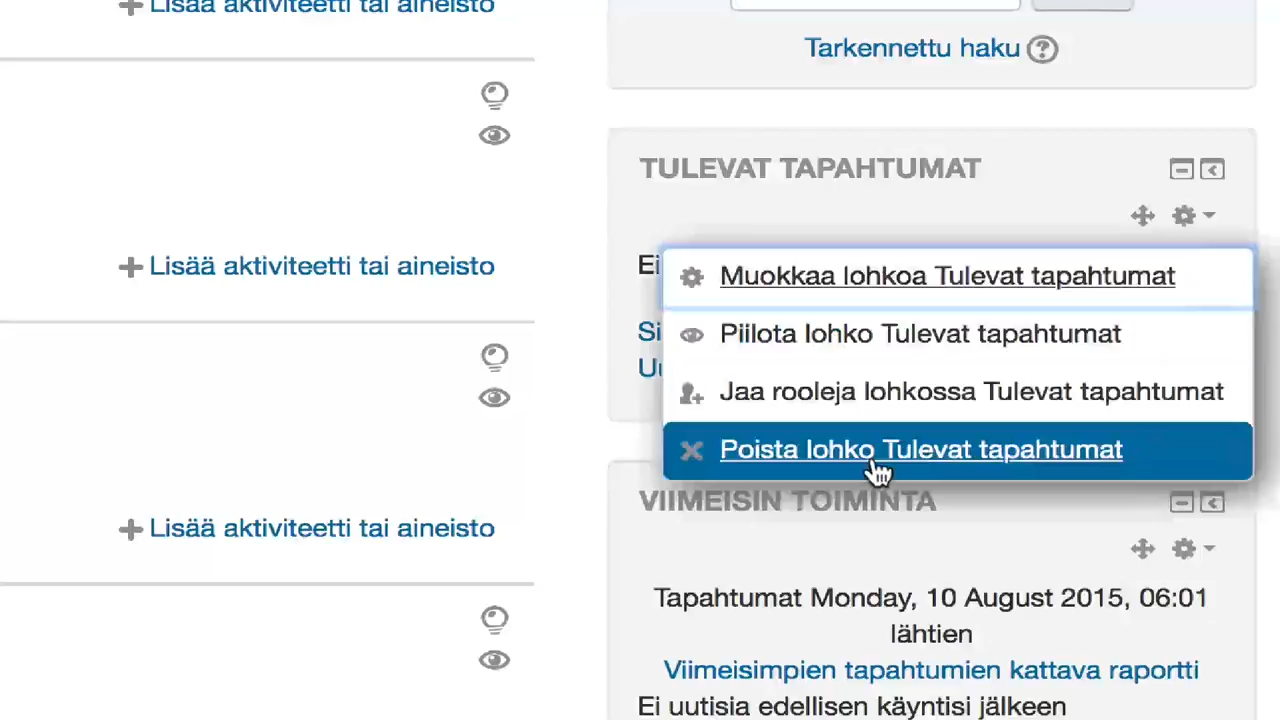 Lisää aktiviteetti tai aineisto
Lisää aktiviteetti tai aineisto
Lisää aktiviteetti tai aineisto
Tarkennettu haku
TULEVAT TAPAHTUMAT
Ei
Muokkaa lohkoa Tulevat tapahtumat
Piilota lohko Tulevat tapahtumat
Jaa rooleja lohkossa Tulevat tapahtumat
Poista lohko Tulevat tapahtumat
VIIMEISIN TOIMINTA
Tapahtumat Monday, 10 August 2015, 06:01
lähtien
Viimeisimpien tapahtumien kattava raportti
Ei uutisia edellisen käyntisi jälkeen